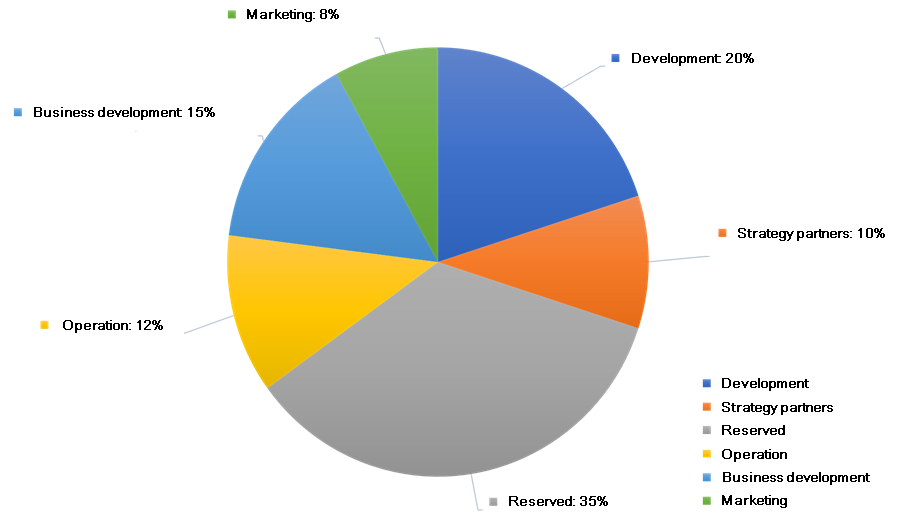 Marketing: 8%
Development: 20%
Business development: 15%
Strategy partners: 10%
Operation: 12%
Reserved: 35%
Development
Strategy partners
Reserved
Operation
Business development
Marketing